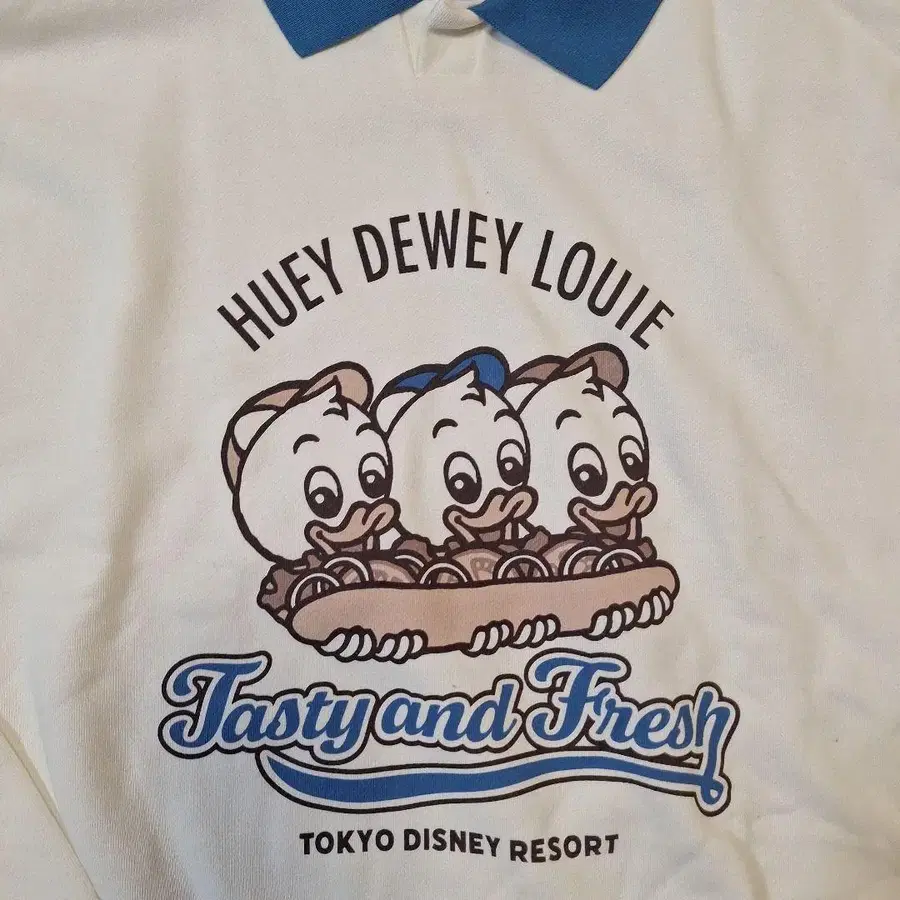 HUEY DEWEY LOUIE
Tasty and Fresh
TOKYO DISNEY RESORT